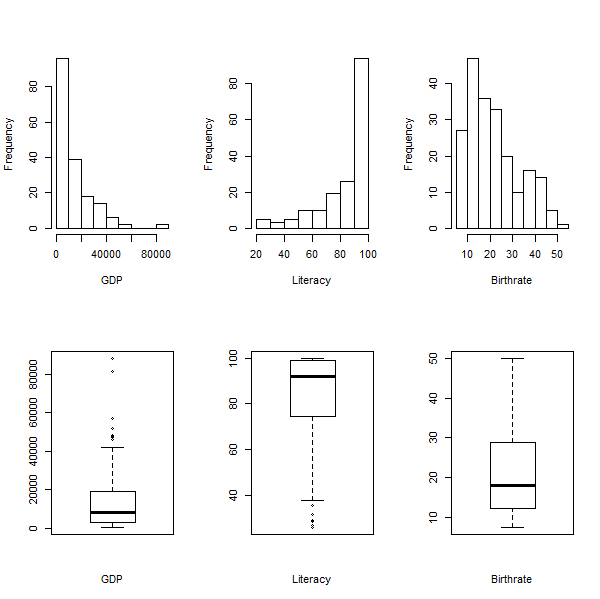 Frequency
0 20 40 60 80
0 40000 80000
GDP
Frequency
0 20 40 60 80
20 40 60 80 100
Literacy
Frequency
0 10 20 30 40
10 20 30 40 50
Birthrate
0 20000 40000 60000 80000
GDP
40 60 80 100
Literacy
10 20 30 40 50
Birthrate